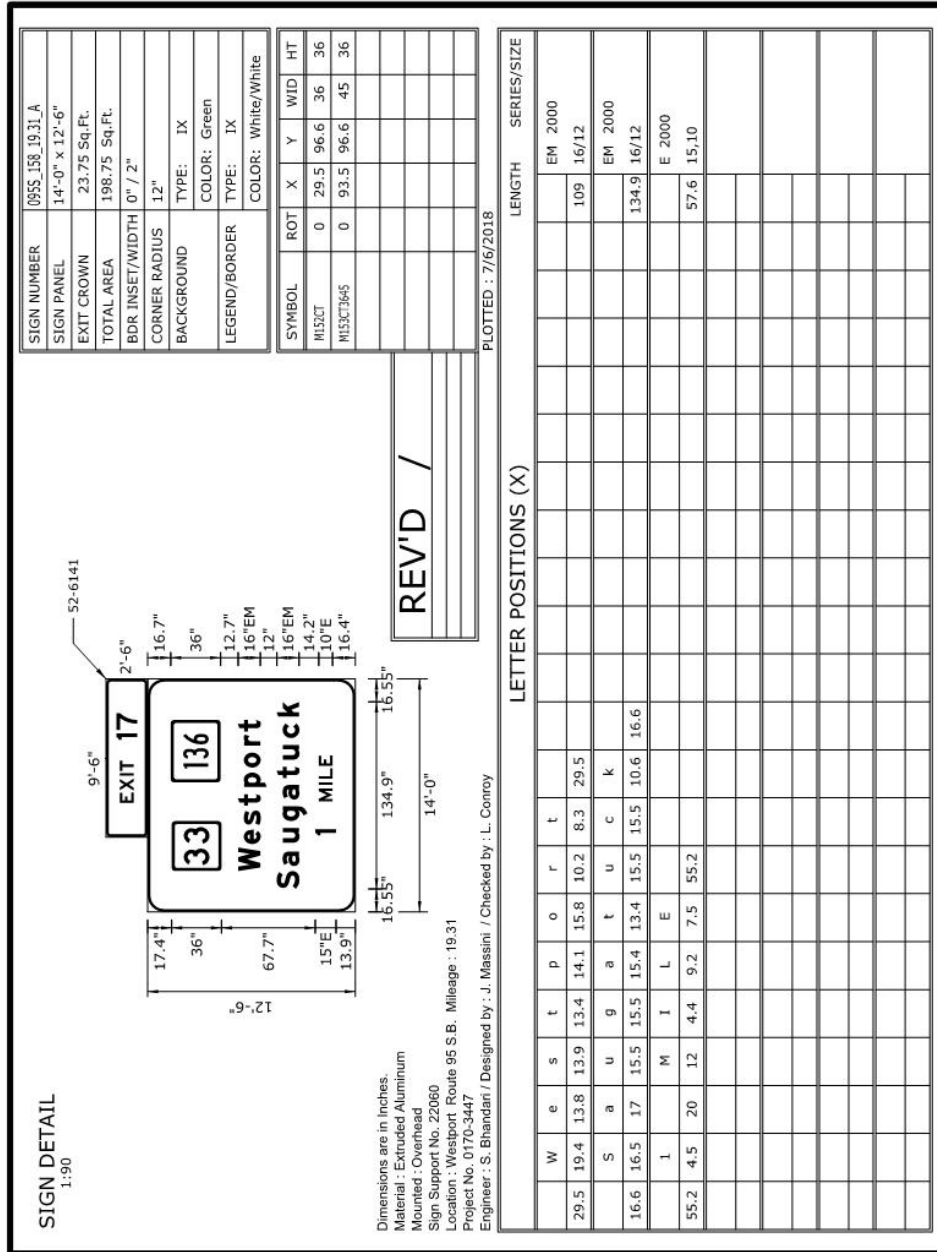 SIGN DETAIL
1:90
52-6141
9'-6"
2'-6"
EXIT 17
33 136
Westport
Saugatuck
1 MILE
12'-6"
17.4"
36"
67.7"
15"E
13.9"
16.7"
36"
12.7"
16"EM
12"
16"EM
14.2"
10"E
16.4"
16.55" 134.9" 16.55"
14'-0"
Dimensions are in Inches.
Material : Extruded Aluminum
Mounted : Overhead
Sign Support No. 22060
Location : Westport Route 95 S.B. Mileage : 19.31
Project No. 0170-3447
Engineer : S. Bhandari / Designed by : J. Massini / Checked by : L. Conroy
REV'D /
SIGN NUMBER 095S_158_19.31_A
SIGN PANEL 14'-0" x 12'-6"
EXIT CROWN 23.75 Sq.Ft.
TOTAL AREA 198.75 Sq.Ft.
BDR INSET/WIDTH 0" / 2"
CORNER RADIUS 12"
BACKGROUND TYPE: IX
COLOR: Green
LEGEND/BORDER TYPE: IX
COLOR: White/White
SYMBOL ROT X Y WID HT
M152CT 0 29.5 96.6 36 36
M153CT3645 0 93.5 96.6 45 36
PLOTTED : 7/6/2018
LETTER POSITIONS (X) LENGTH SERIES/SIZE
W e s t p o r t EM 2000
29.5 19.4 13.8 13.9 13.4 14.1 15.8 10.2 8.3 29.5 109 16/12
S a u g a t u c k EM 2000
16.6 16.5 17 15.5 15.5 15.4 13.4 15.5 15.5 10.6 16.6 134.9 16/12
1 M I L E E 2000
55.2 4.5 20 12 4.4 9.2 7.5 55.2 57.6 15,10